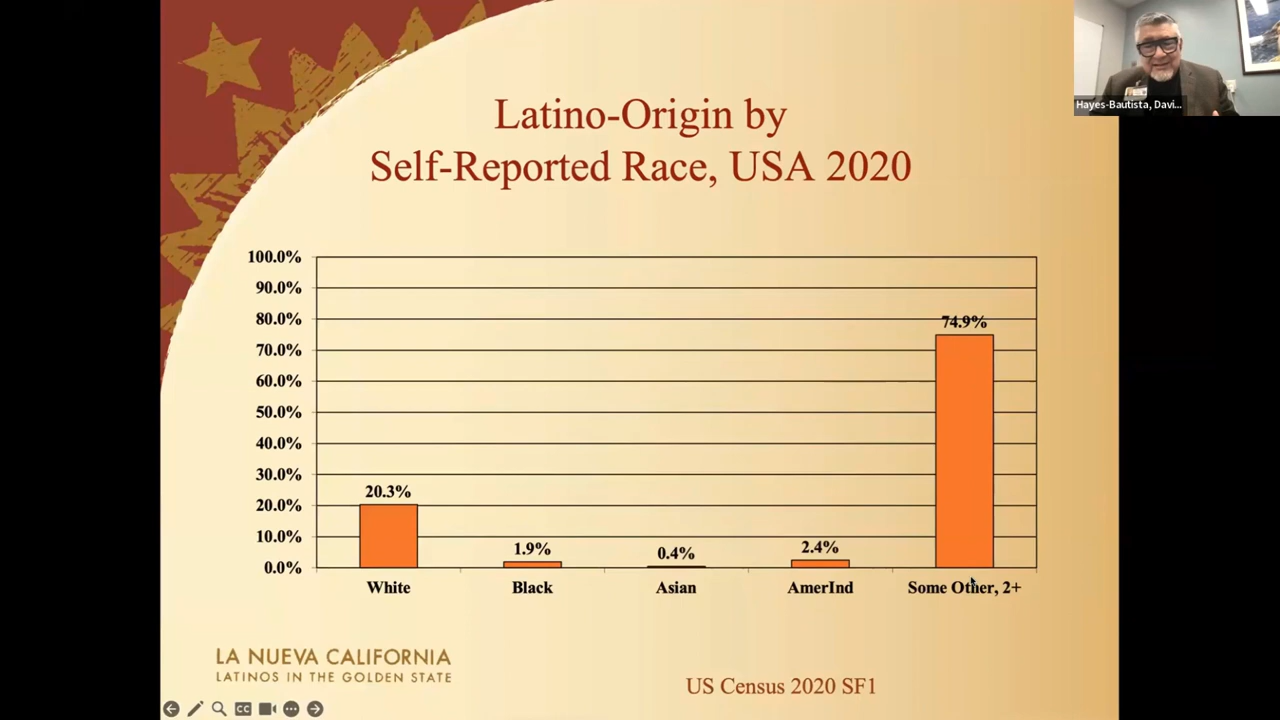 Hayes-Bautista, Davi...
Latino-Origin by
Self-Reported Race, USA 2020
100.0%
90.0%
80.0%
70.0%
60.0%
50.0%
40.0%
30.0%
20.0%
10.0%
0.0%
20.3%
1.9%
0.4%
2.4%
74.9%
White
Black
Asian
AmerInd
Some Other, 2+
LA NUEVA CALIFORNIA
LATINOS IN THE GOLDEN STATE
US Census 2020 SF1
CC